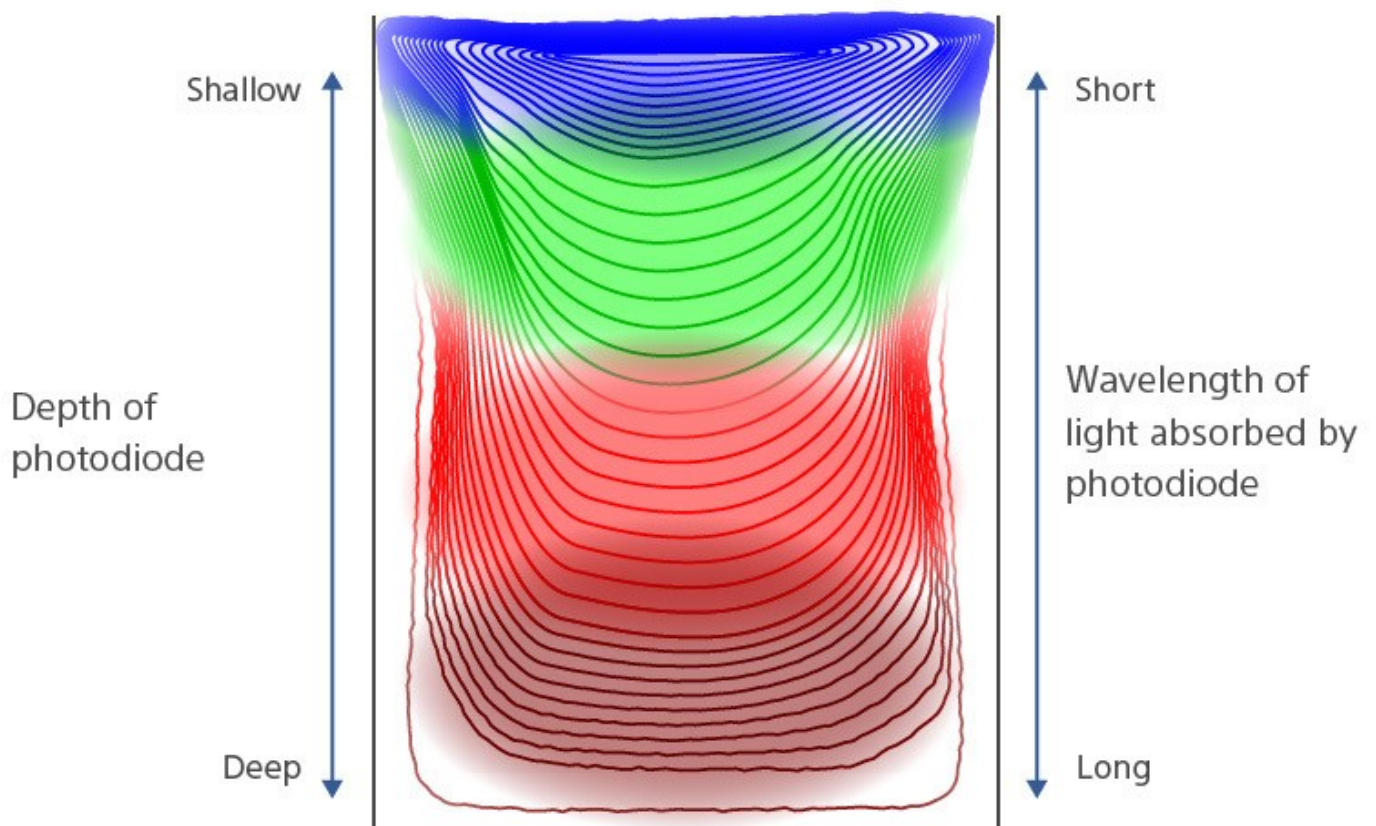 Shallow
Short
Depth of
photodiode
Wavelength of
light absorbed by
photodiode
Deep
Long